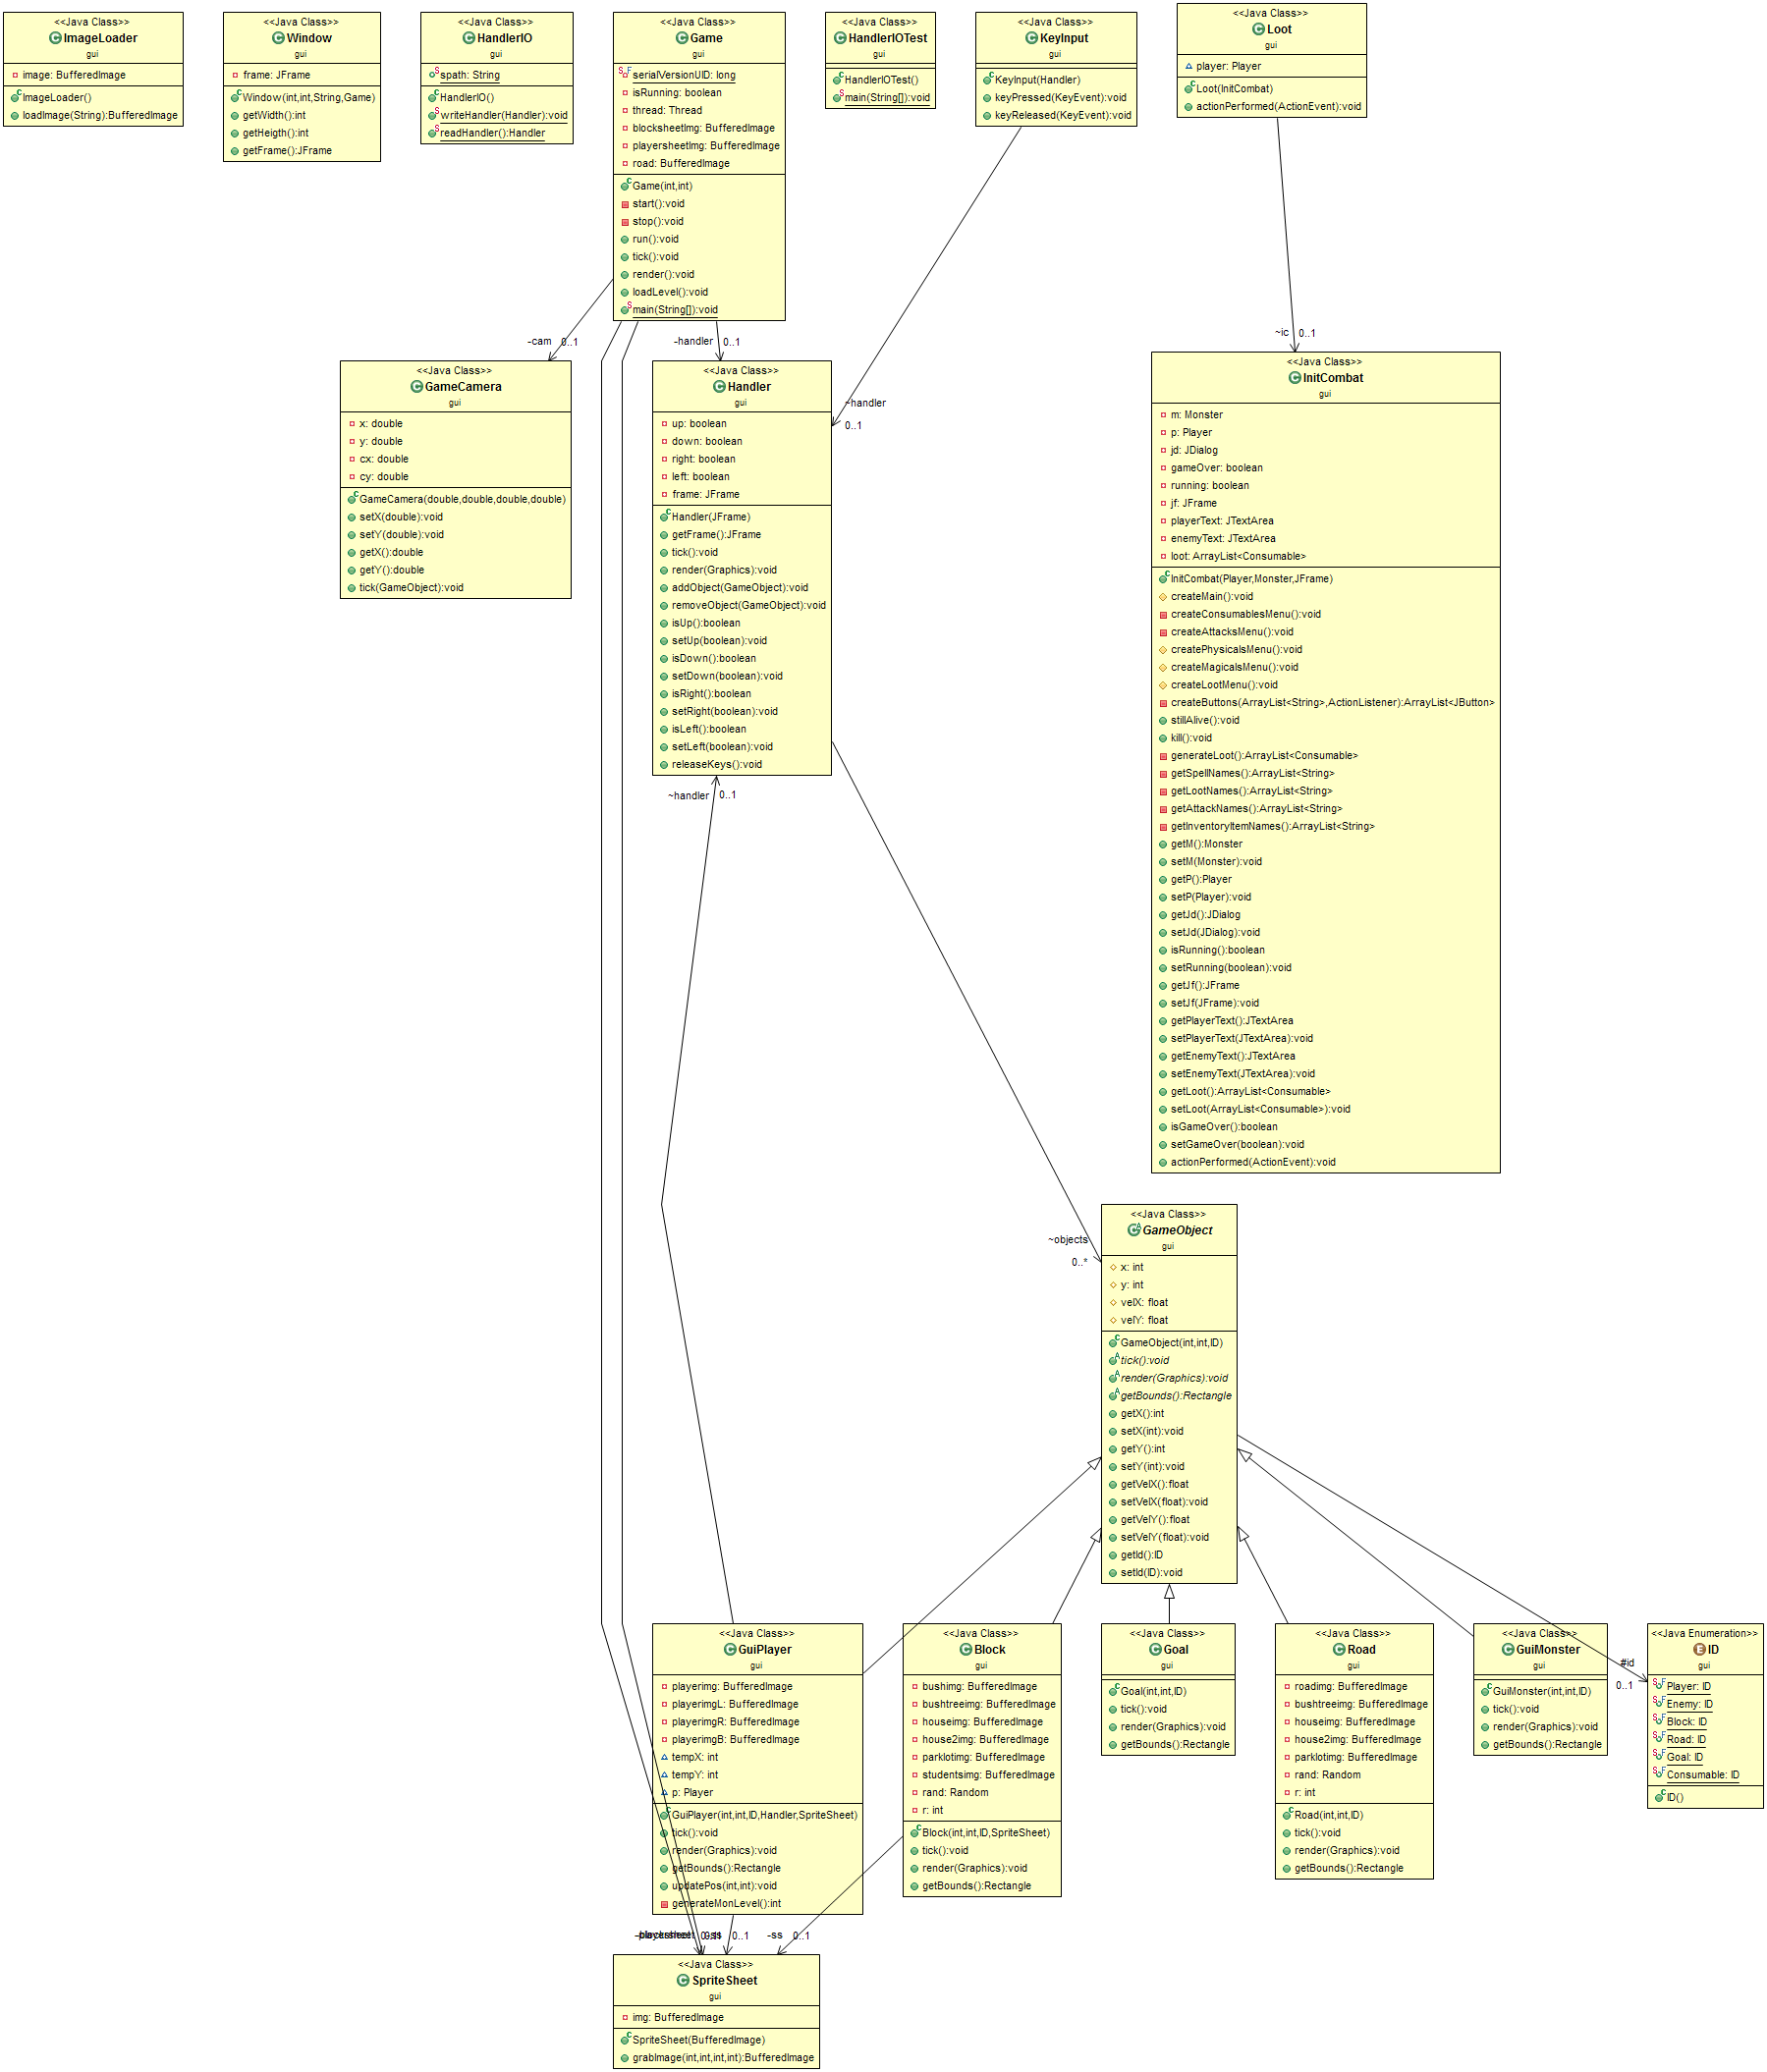 <<Java Class>>
ImageLoader
gui
image: BufferedImage
ImageLoader()
loadImage(String):BufferedImage
<<Java Class>>
Window
gui
frame: JFrame
Window(int,int,String,Game)
getWidth():int
getHeigth():int
getFrame():JFrame
<<Java Class>>
HandlerIO
gui
spath: String
HandlerIO()
writeHandler(Handler):void
readHandler():Handler
<<Java Class>>
Game
gui
serialVersionUID: long
isRunning: boolean
thread: Thread
blocksheetImg: BufferedImage
playersheetImg: BufferedImage
road: BufferedImage
Game(int,int)
start():void
stop():void
run():void
tick():void
render():void
loadLevel():void
main(String[]):void
<<Java Class>>
HandlerIOTest
gui
HandlerIOTest()
main(String[]):void
<<Java Class>>
KeyInput
gui
KeyInput(Handler)
keyPressed(KeyEvent):void
keyReleased(KeyEvent):void
<<Java Class>>
Loot
gui
player: Player
Loot(InitCombat)
actionPerformed(ActionEvent):void
-cam 0..1
-handler 0..1
~handler
0..1
~ic 0..1
<<Java Class>>
GameCamera
gui
x: double
y: double
cx: double
cy: double
GameCamera(double,double,double,double)
setX(double):void
setY(double):void
getX():double
getY():double
tick(GameObject):void
<<Java Class>>
Handler
gui
up: boolean
down: boolean
right: boolean
left: boolean
frame: JFrame
Handler(JFrame)
getFrame():JFrame
tick():void
render(Graphics):void
addObject(GameObject):void
removeObject(GameObject):void
isUp():boolean
setUp(boolean):void
isDown():boolean
setDown(boolean):void
isRight():boolean
setRight(boolean):void
isLeft():boolean
setLeft(boolean):void
releaseKeys():void
~handler 0..1
<<Java Class>>
InitCombat
gui
m: Monster
p: Player
jd: JDialog
gameOver: boolean
running: boolean
jf: JFrame
playerText: JTextArea
enemyText: JTextArea
loot: ArrayList<Consumable>
InitCombat(Player,Monster,JFrame)
createMain():void
createConsumablesMenu():void
createAttacksMenu():void
createPhysicalsMenu():void
createMagicalsMenu():void
createLootMenu():void
createButtons(ArrayList<String>,ActionListener):ArrayList<JButton>
stillAlive():void
kill():void
generateLoot():ArrayList<Consumable>
getSpellNames():ArrayList<String>
getLootNames():ArrayList<String>
getAttackNames():ArrayList<String>
getInventoryItemNames():ArrayList<String>
getM():Monster
setM(Monster):void
getP():Player
setP(Player):void
getJd():JDialog
setJd(JDialog):void
isRunning():boolean
setRunning(boolean):void
getJf():JFrame
setJf(JFrame):void
getPlayerText():JTextArea
setPlayerText(JTextArea):void
getEnemyText():JTextArea
setEnemyText(JTextArea):void
getLoot():ArrayList<Consumable>
setLoot(ArrayList<Consumable>):void
isGameOver():boolean
setGameOver(boolean):void
actionPerformed(ActionEvent):void
~objects
0..*
<<Java Class>>
GameObject
gui
x: int
y: int
velX: float
velY: float
GameObject(int,int,ID)
tick():void
render(Graphics):void
getBounds():Rectangle
getX():int
setX(int):void
getY():int
setY(int):void
getVelX():float
setVelX(float):void
getVelY():float
setVelY(float):void
getId():ID
setId(ID):void
<<Java Class>>
GuiPlayer
gui
playerimg: BufferedImage
playerimgL: BufferedImage
playerimgR: BufferedImage
playerimgB: BufferedImage
tempX: int
tempY: int
p: Player
GuiPlayer(int,int,ID,Handler,SpriteSheet)
tick():void
render(Graphics):void
getBounds():Rectangle
updatePos(int,int):void
generateMonLevel():int
<<Java Class>>
Block
gui
bushimg: BufferedImage
bushtreeimg: BufferedImage
houseimg: BufferedImage
house2img: BufferedImage
parklotimg: BufferedImage
studentsimg: BufferedImage
rand: Random
r: int
Block(int,int,ID,SpriteSheet)
tick():void
render(Graphics):void
getBounds():Rectangle
<<Java Class>>
Goal
gui
Goal(int,int,ID)
tick():void
render(Graphics):void
getBounds():Rectangle
<<Java Class>>
Road
gui
roadimg: BufferedImage
bushtreeimg: BufferedImage
houseimg: BufferedImage
house2img: BufferedImage
parklotimg: BufferedImage
rand: Random
r: int
Road(int,int,ID)
tick():void
render(Graphics):void
getBounds():Rectangle
<<Java Class>>
GuiMonster
gui
GuiMonster(int,int,ID)
tick():void
render(Graphics):void
getBounds():Rectangle
#id
0..1
<<Java Enumeration>>
ID
gui
Player: ID
Enemy: ID
Block: ID
Road: ID
Goal: ID
Consumable: ID
ID()
-ss 0..1
-ss 0..1
<<Java Class>>
SpriteSheet
gui
img: BufferedImage
SpriteSheet(BufferedImage)
grabImage(int,int,int,int):BufferedImage